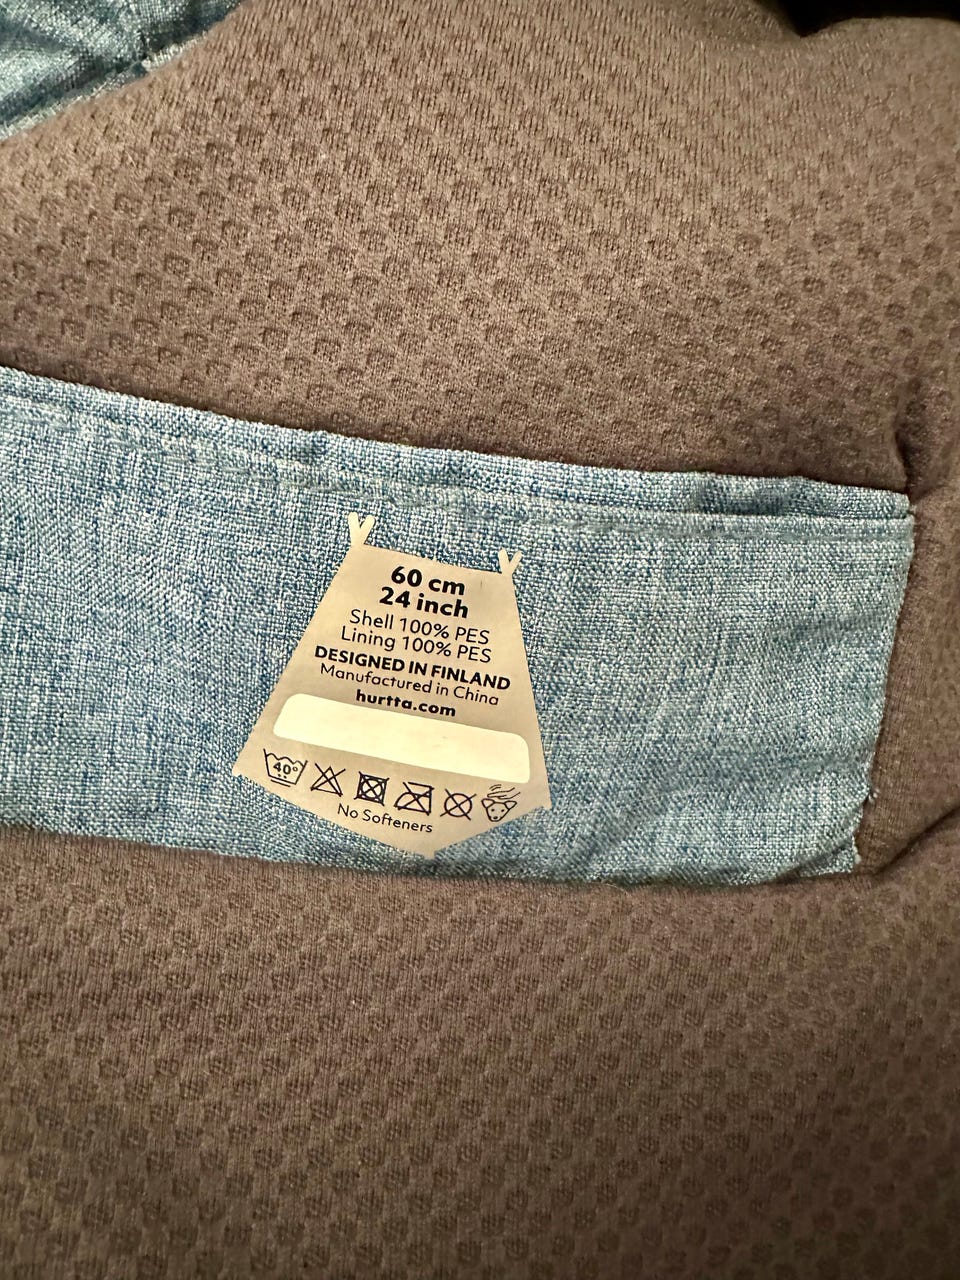 60 cm
24 inch
Shell 100% PES
Lining 100% PES
DESIGNED IN FINLAND
Manufactured in China
hurtta.com
40°
No Softeners